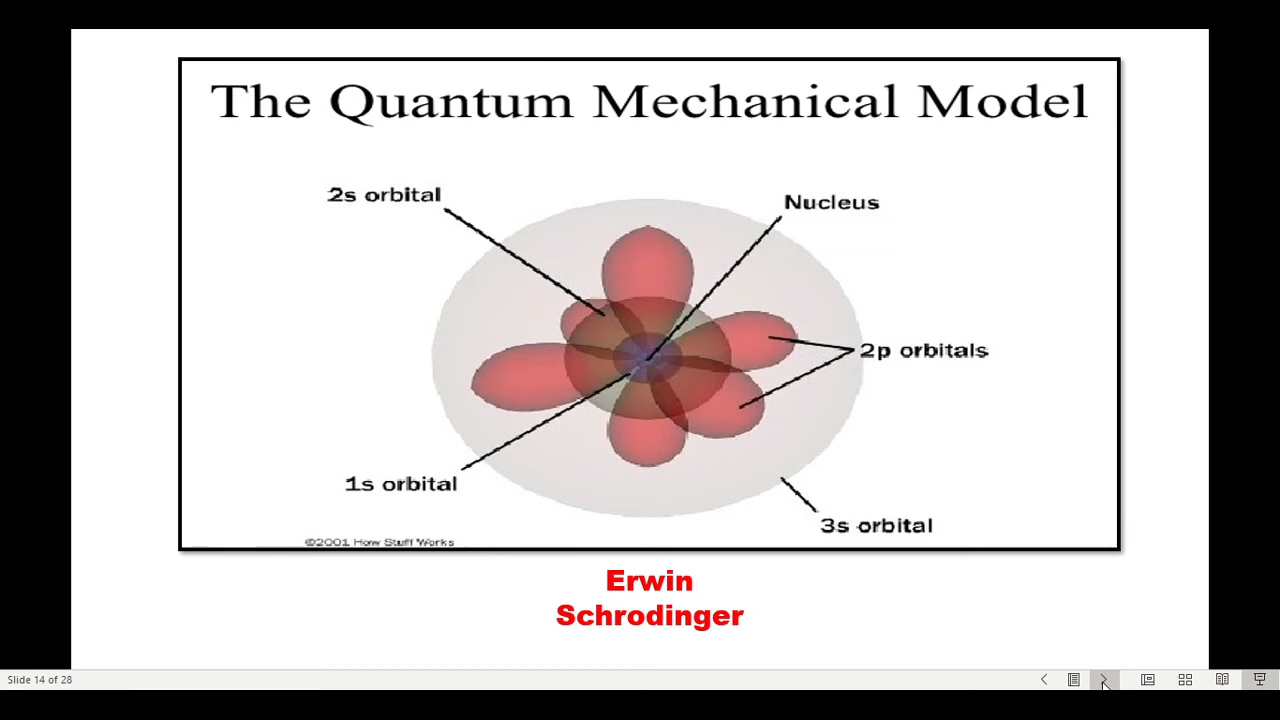 The Quantum Mechanical Model
2s orbital
Nucleus
2p orbitals
1s orbital
3s orbital
©2001 How Stuff Works
Erwin
Schrodinger
Slide 14 of 28